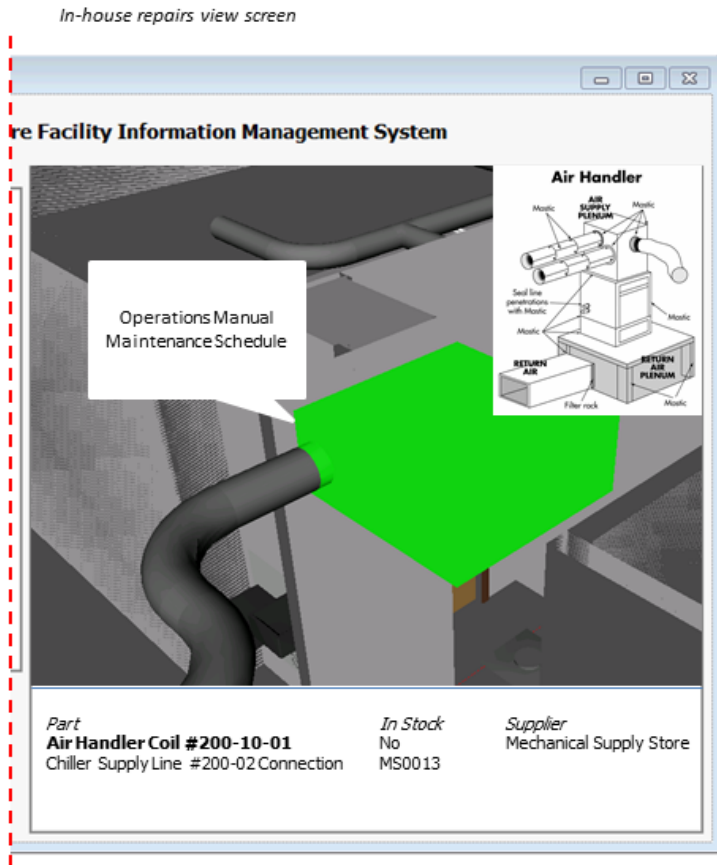 In-house repairs view screen
re Facility Information Management System
Operations Manual
Maintenance Schedule
Air Handler
AIR
SUPPLY
PLENUM
Mastic
Mastic
Seal line
penetrations
with Mastic
Mastic
Mastic
RETURN
AIR
RETURN
AIR
PLENUM
Filter rack
Mastic
Part In Stock Supplier
Air Handler Coil #200-10-01 No Mechanical Supply Store
Chiller Supply Line #200-02 Connection MS0013